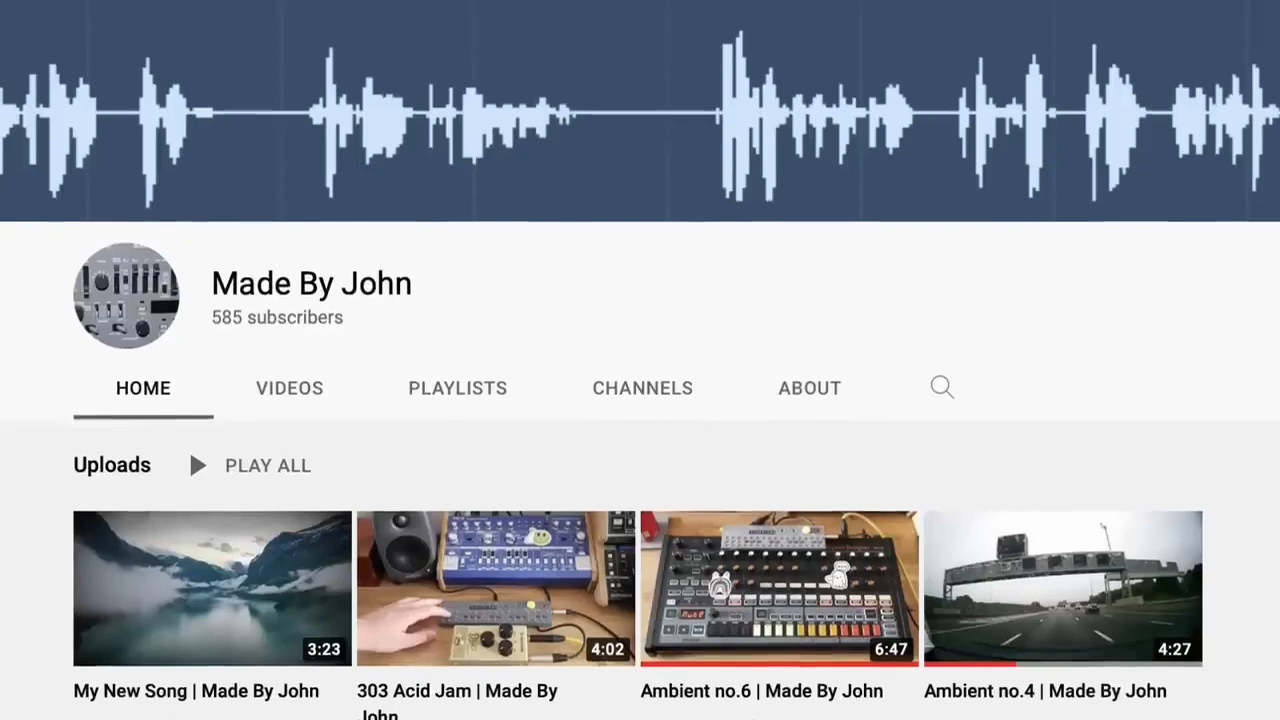 Made By John
585 subscribers
HOME VIDEOS PLAYLISTS CHANNELS ABOUT
Uploads PLAY ALL
3:23 4:02 6:47 4:27
My New Song | Made By John
303 Acid Jam | Made By
John
Ambient no.6 | Made By John
Ambient no.4 | Made By John